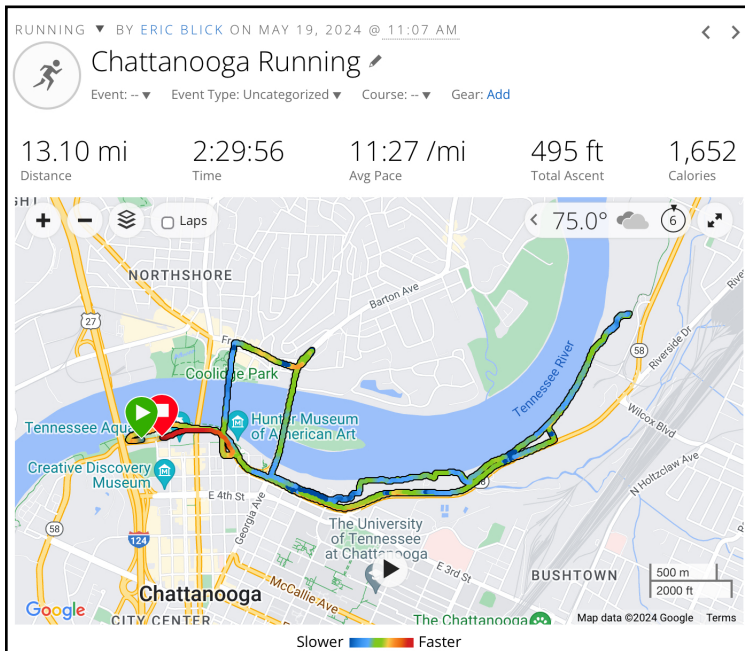 RUNNING ▼ BY ERIC BLICK ON MAY 19, 2024 @ 11:07 AM
Chattanooga Running
Event: -- ▼ Event Type: Uncategorized ▼ Course: -- ▼ Gear: Add
13.10 mi 2:29:56 11:27 /mi 495 ft 1,652
Distance Time Avg Pace Total Ascent Calories
Laps
75.0° 6
NORTHSHORE
Barton Ave
27
58
Riverside Dr
Coolidge Park
Tennessee River
Tennessee Aqua
Hunter Museum
of American Art
Wilcox Blvd
Creative Discovery
Museum
E 4th St
Georgia Ave
N Holtzclaw Ave
58
The University
of Tennessee
at Chattanooga
124
E 3rd St
McCallie Ave
BUSHTOWN
500 m
2000 ft
Chattanooga
Google
CITY CENTER
The Chattanooga
Map data ©2024 Google Terms
Slower Faster